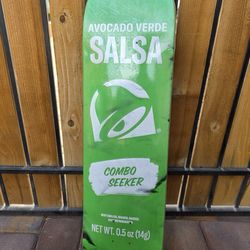 AVOCADO VERDE
SALSA
COMBO
SEEKER
NET WT. 0.5 OZ (14g)